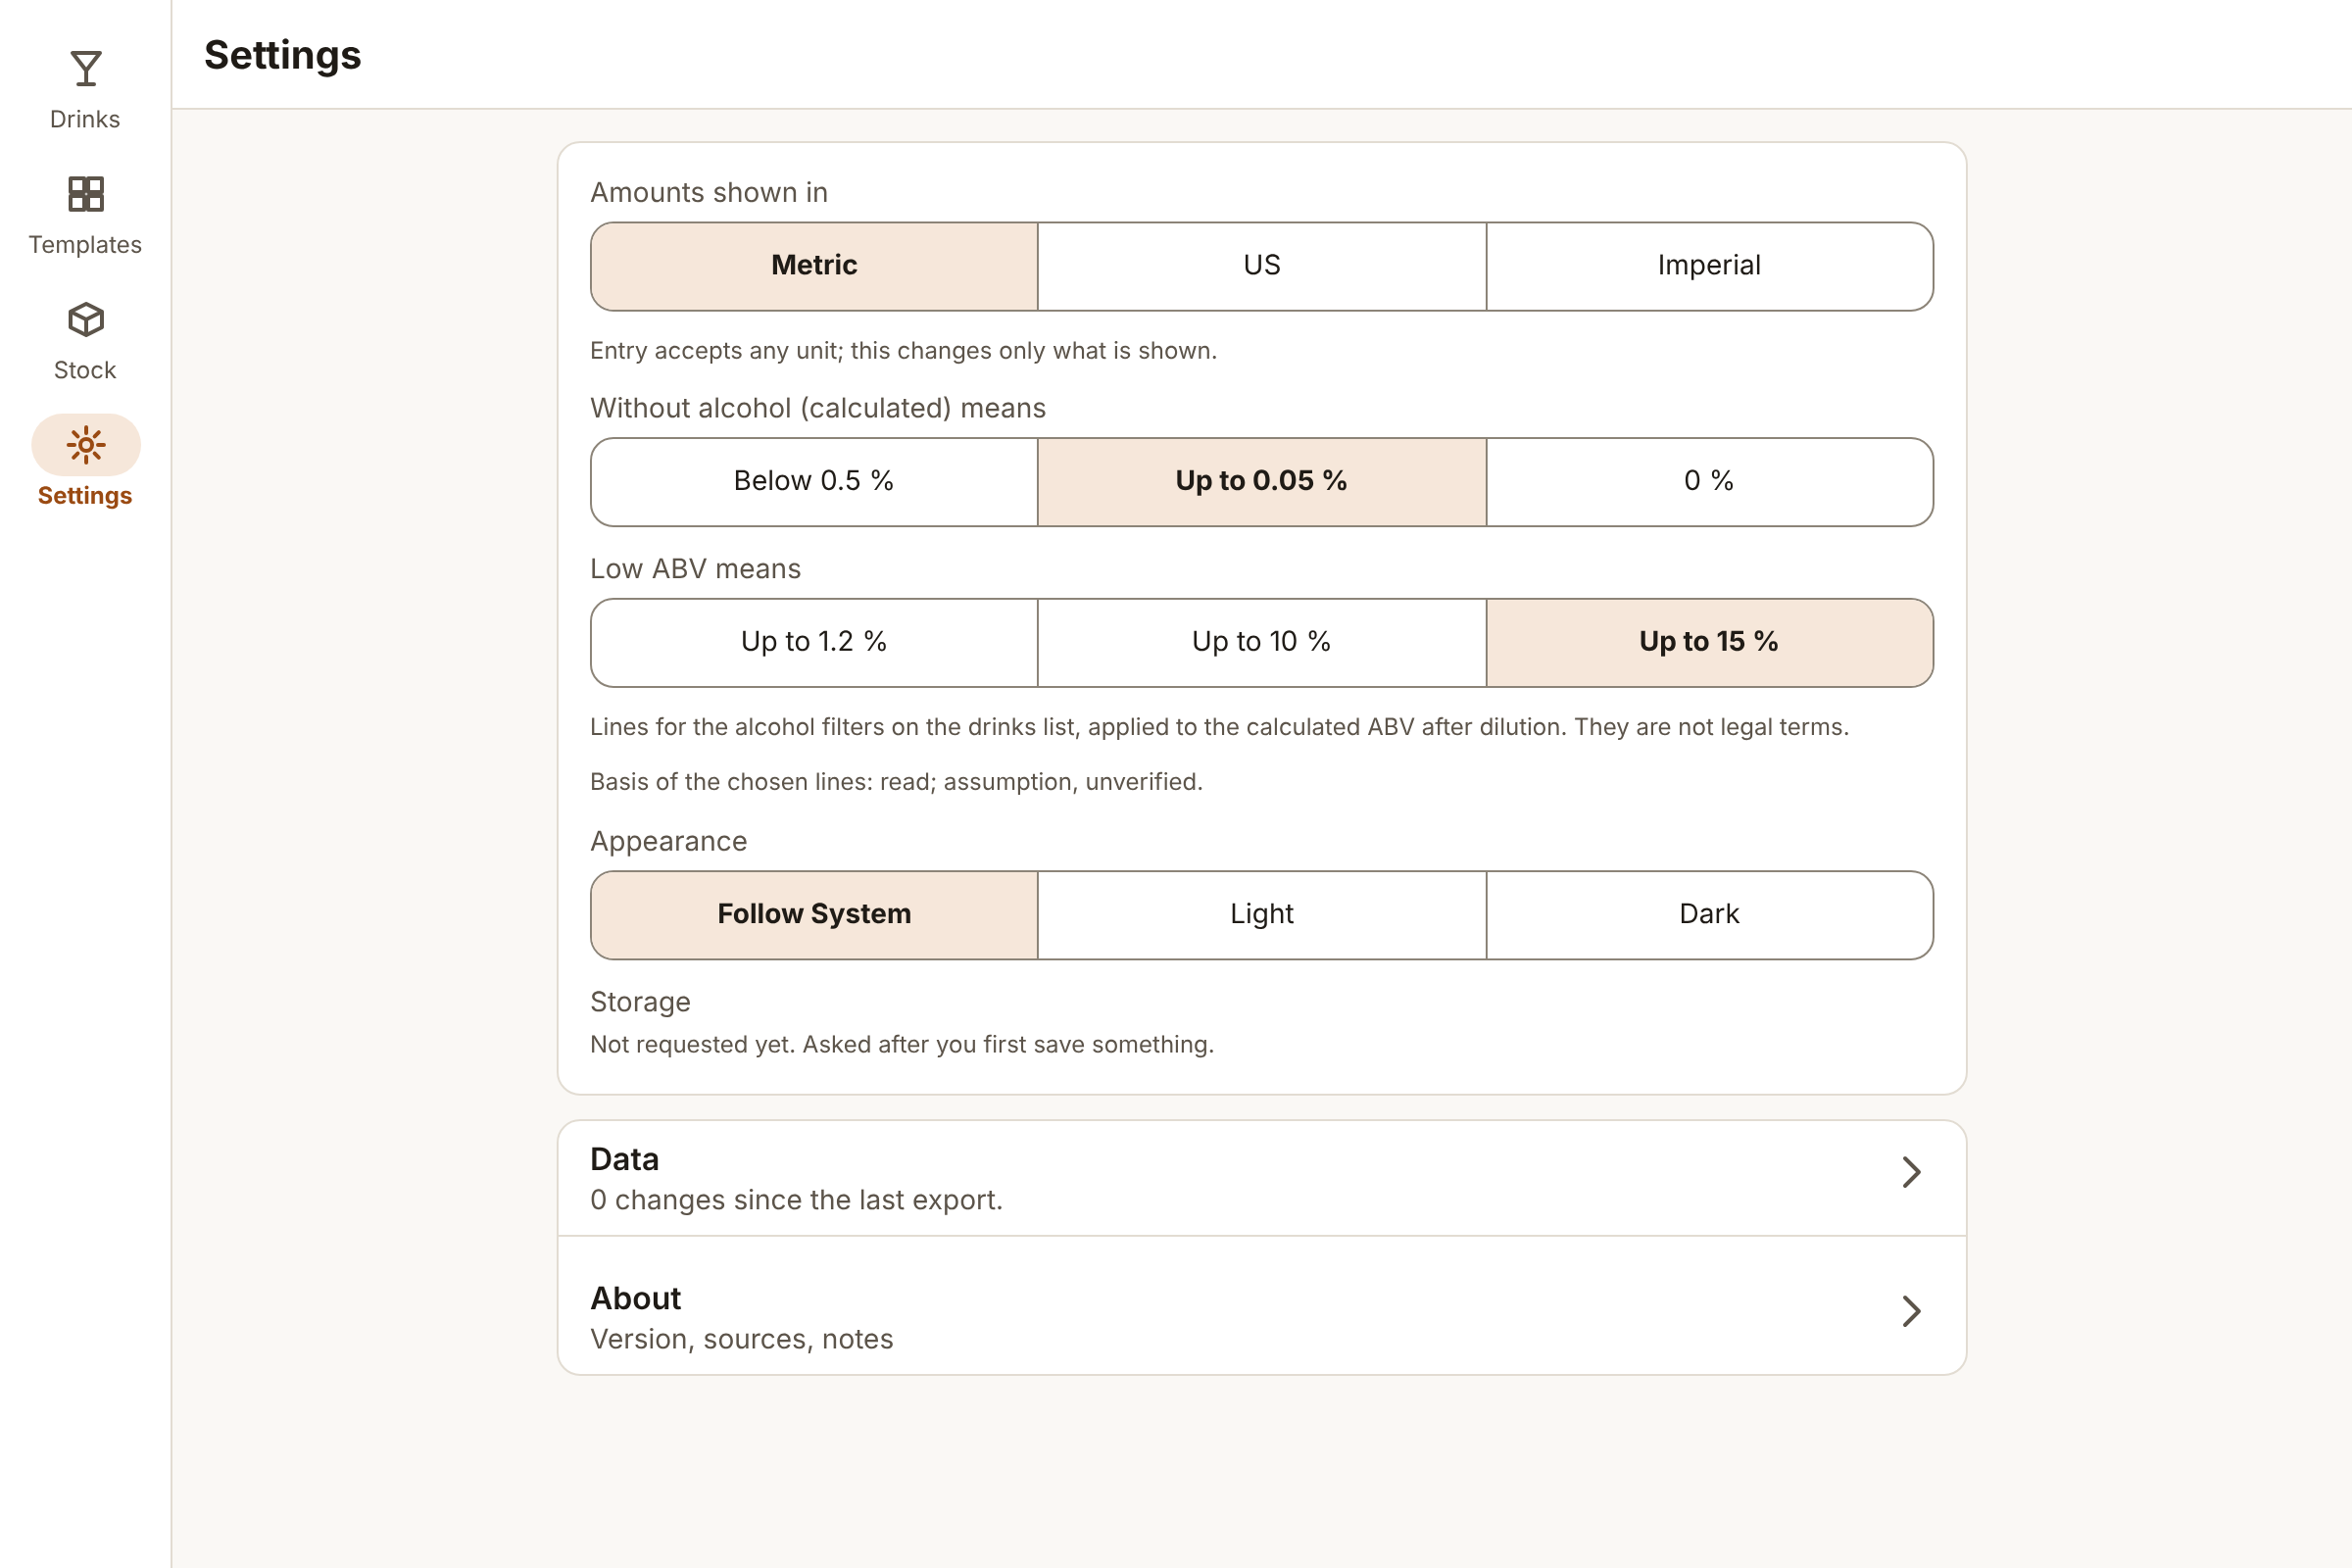 Settings
Drinks
Templates
Stock
Settings
Amounts shown in
Metric
US
Imperial
Entry accepts any unit; this changes only what is shown.
Without alcohol (calculated) means
Below 0.5 %
Up to 0.05 %
0 %
Low ABV means
Up to 1.2 %
Up to 10 %
Up to 15 %
Lines for the alcohol filters on the drinks list, applied to the calculated ABV after dilution. They are not legal terms.
Basis of the chosen lines: read; assumption, unverified.
Appearance
Follow System
Light
Dark
Storage
Not requested yet. Asked after you first save something.
Data
0 changes since the last export.
About
Version, sources, notes